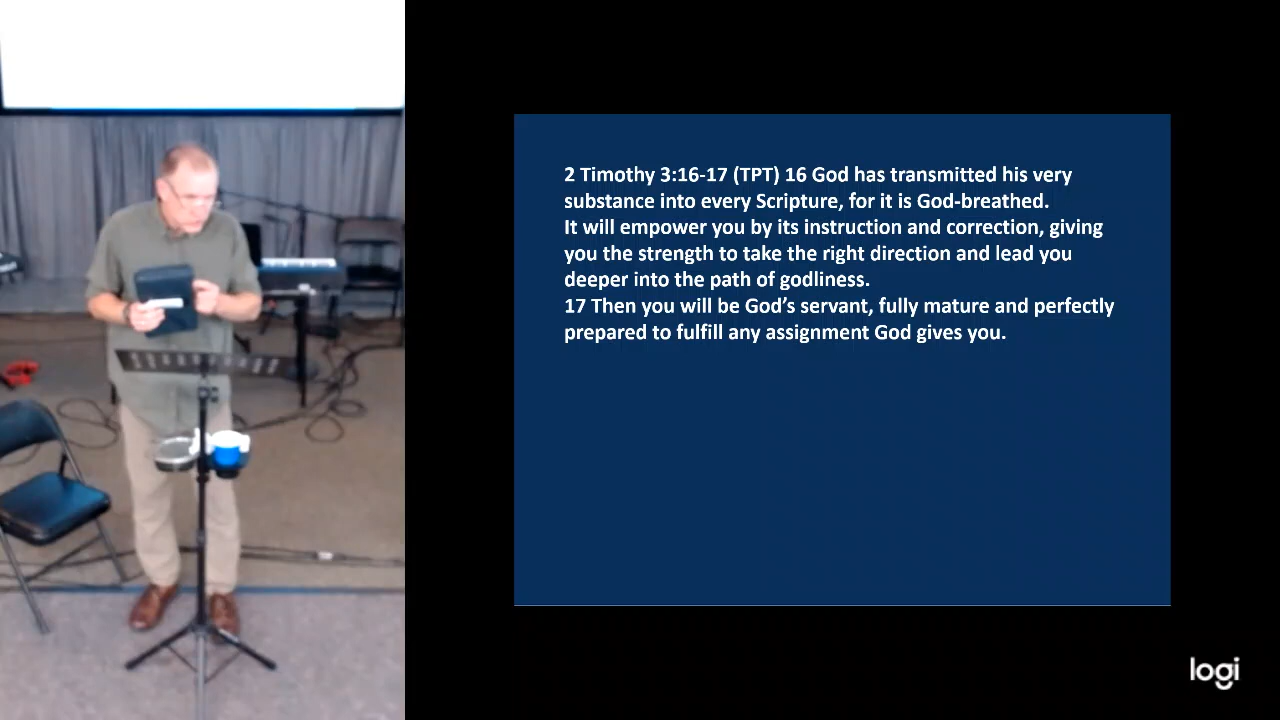 2 Timothy 3:16-17 (TPT) 16 God has transmitted his very
substance into every Scripture, for it is God-breathed.
It will empower you by its instruction and correction, giving
you the strength to take the right direction and lead you
deeper into the path of godliness.
17 Then you will be God’s servant, fully mature and perfectly
prepared to fulfill any assignment God gives you.
logi